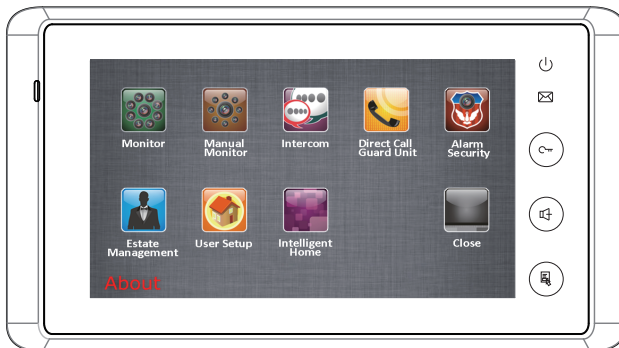 Monitor
Manual
Monitor
Intercom
Direct Call
Guard Unit
Alarm
Security
Estate
Management
User Setup
Intelligent
Home
Close
About